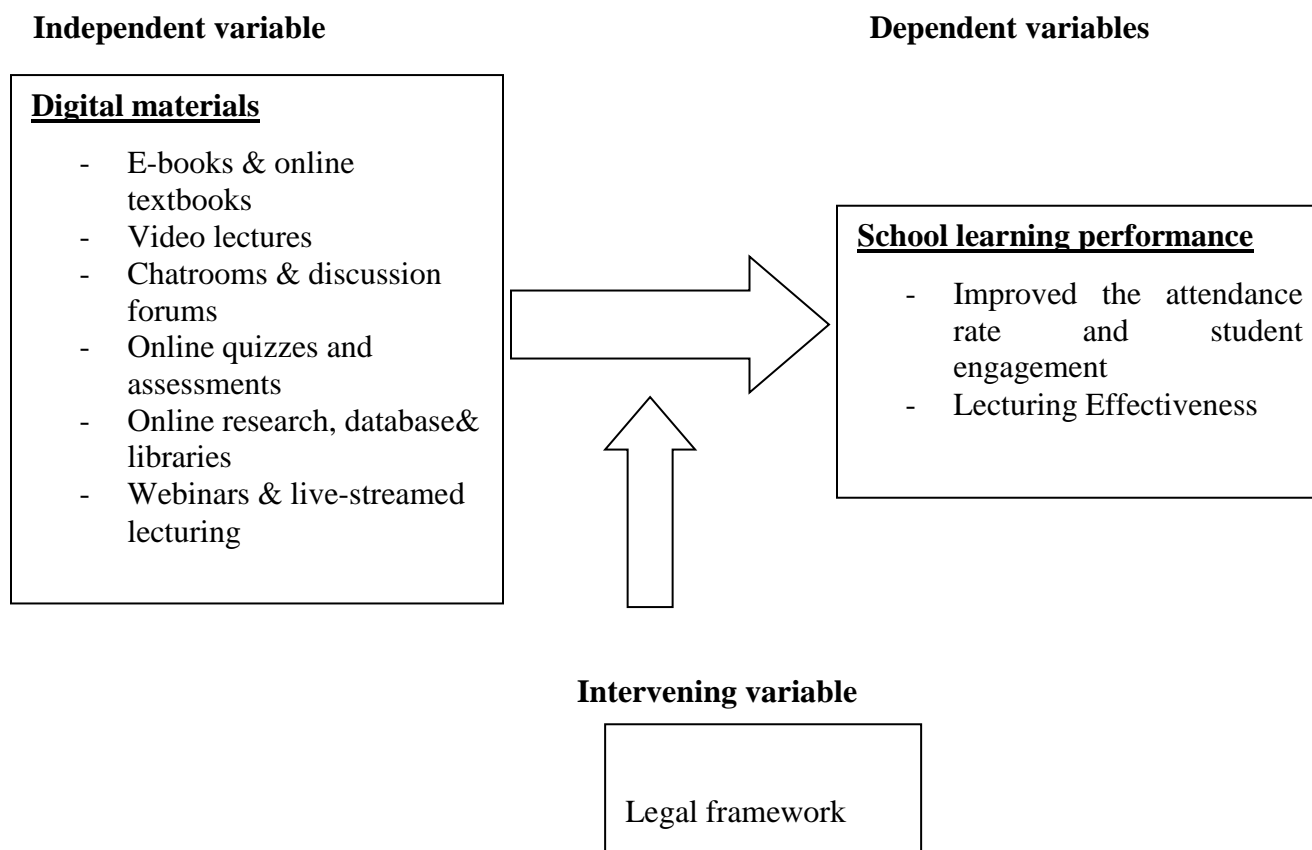 Independent variable
Dependent variables
Digital materials
- E-books & online
textbooks
- Video lectures
- Chatrooms & discussion
forums
- Online quizzes and
assessments
- Online research, database&
libraries
- Webinars & live-streamed
lecturing
School learning performance
- Improved the attendance
rate and student
engagement
- Lecturing Effectiveness
Intervening variable
Legal framework